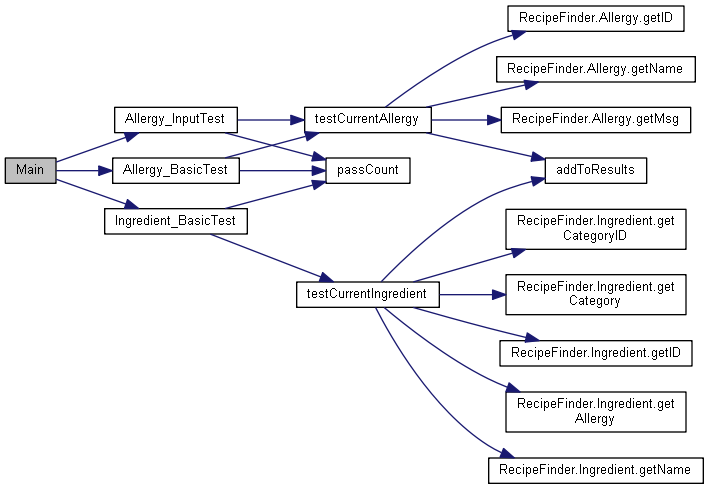 RecipeFinder.Allergy.getID
RecipeFinder.Allergy.getName
Allergy_InputTest
testCurrentAllergy
RecipeFinder.Allergy.getMsg
Main
Allergy_BasicTest
passCount
addToResults
Ingredient_BasicTest
RecipeFinder.Ingredient.get
CategoryID
testCurrentIngredient
RecipeFinder.Ingredient.get
Category
RecipeFinder.Ingredient.getID
RecipeFinder.Ingredient.get
Allergy
RecipeFinder.Ingredient.getName